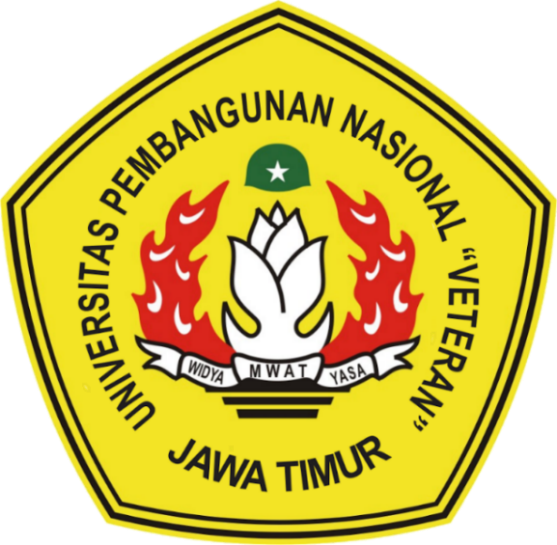 UNIVERSITAS PEMBANGUNAN NASIONAL “VETERAN”
WIDYA MWAT YASA
JAWA TIMUR